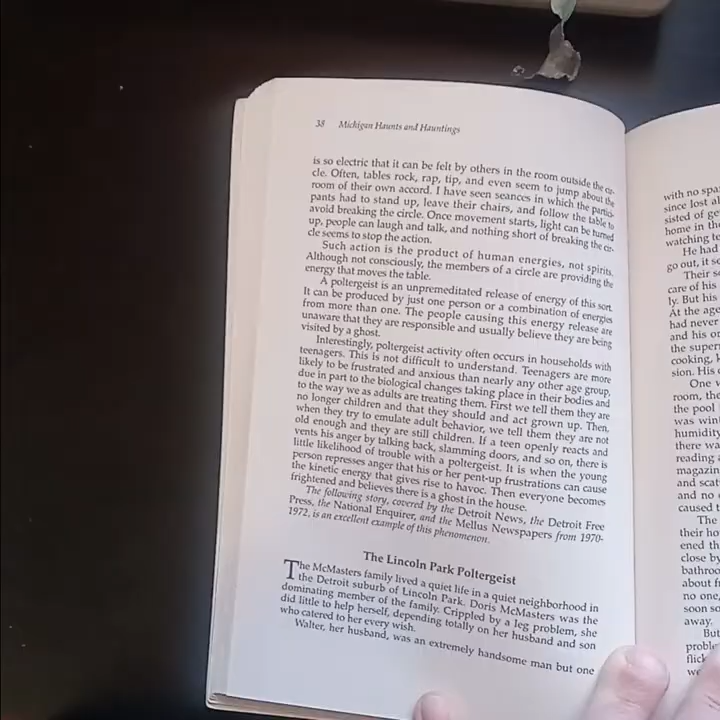 38 Michigan Haunts and Hauntings
is so electric that it can be felt by others in the room outside the cir-
cle. Often, tables rock, rap, tip, and even seem to jump about the
room of their own accord. I have seen seances in which the partici-
pants had to stand up, leave their chairs, and follow the table to
avoid breaking the circle. Once movement starts, light can be turned
up, people can laugh and talk, and nothing short of breaking the cir-
cle seems to stop the action.
Such action is the product of human energies, not spirits.
Although not consciously, the members of a circle are providing the
energy that moves the table.
A poltergeist is an unpremeditated release of energy of this sort.
It can be produced by just one person or a combination of energies
from more than one. The people causing this energy release are
unaware that they are responsible and usually believe they are being
visited by a ghost.
Interestingly, poltergeist activity often occurs in households with
teenagers. This is not difficult to understand. Teenagers are more
likely to be frustrated and anxious than nearly any other age group,
due in part to the biological changes taking place in their bodies and
to the way we as adults are treating them. First we tell them they are
no longer children and that they should and act grown up. Then,
when they try to emulate adult behavior, we tell them they are not
old enough and they are still children. If a teen openly reacts and
vents his anger by talking back, slamming doors, and so on, there is
little likelihood of trouble with a poltergeist. It is when the young
person represses anger that his or her pent-up frustrations can cause
the kinetic energy that gives rise to havoc. Then everyone becomes
frightened and believes there is a ghost in the house.
The following story, covered by the Detroit News, the Detroit Free
Press, the National Enquirer, and the Mellus Newspapers from 1970-
1972, is an excellent example of this phenomenon.
The Lincoln Park Poltergeist
The McMasters family lived a quiet life in a quiet neighborhood in
the Detroit suburb of Lincoln Park. Doris McMasters was the
dominating member of the family. Crippled by a leg problem, she
did little to help herself, depending totally on her husband and son
who catered to her every wish.
Walter, her husband, was an extremely handsome man but one
with no
since lost
sisted of
home in the
watching
He had
go out, it
Their
care of his
ly. But his
At the age
had never
and his
the
cooking,
sion. His
One
room, the
the pool
was
humidity
there
reading
and
and no
caused
The
their
ened
close by
about
no one,
soon
away.
But